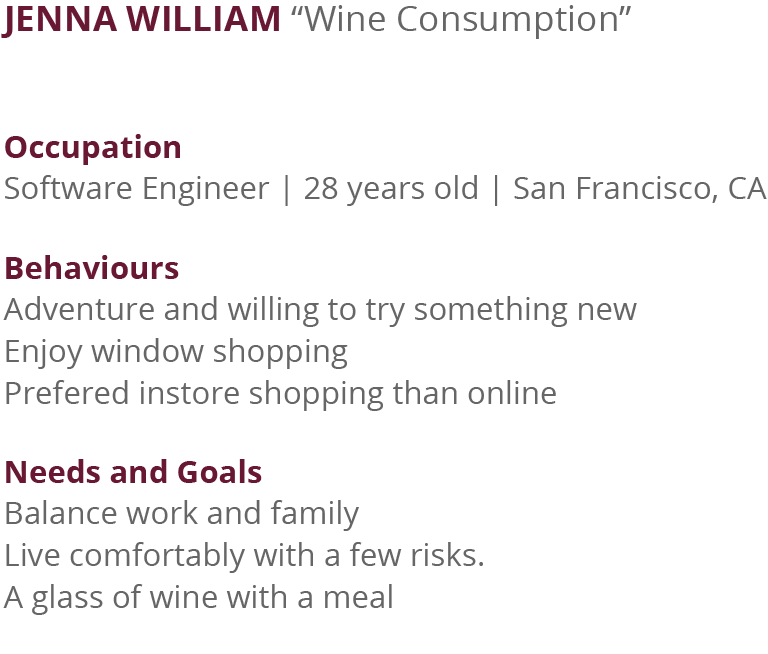 JENNA WILLIAM “Wine Consumption”
Occupation
Software Engineer | 28 years old | San Francisco, CA
Behaviours
Adventure and willing to try something new
Enjoy window shopping
Prefered instore shopping than online
Needs and Goals
Balance work and family
Live comfortably with a few risks.
A glass of wine with a meal